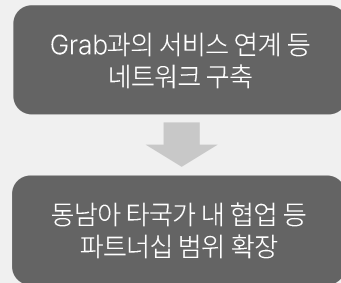 Grab과의 서비스 연계 등
네트워크 구축
동남아 타국가 내 협업 등
파트너십 범위 확장